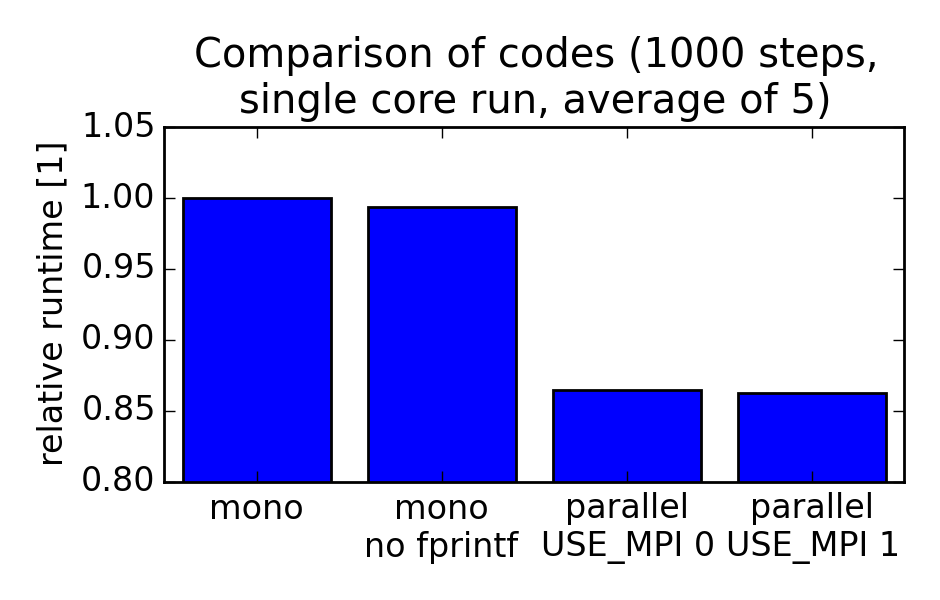 Comparison of codes (1000 steps,
single core run, average of 5)
relative runtime [1]
1.05
1.00
0.95
0.90
0.85
0.80
mono
mono
no fprintf
parallel
USE_MPI 0
parallel
USE_MPI 1